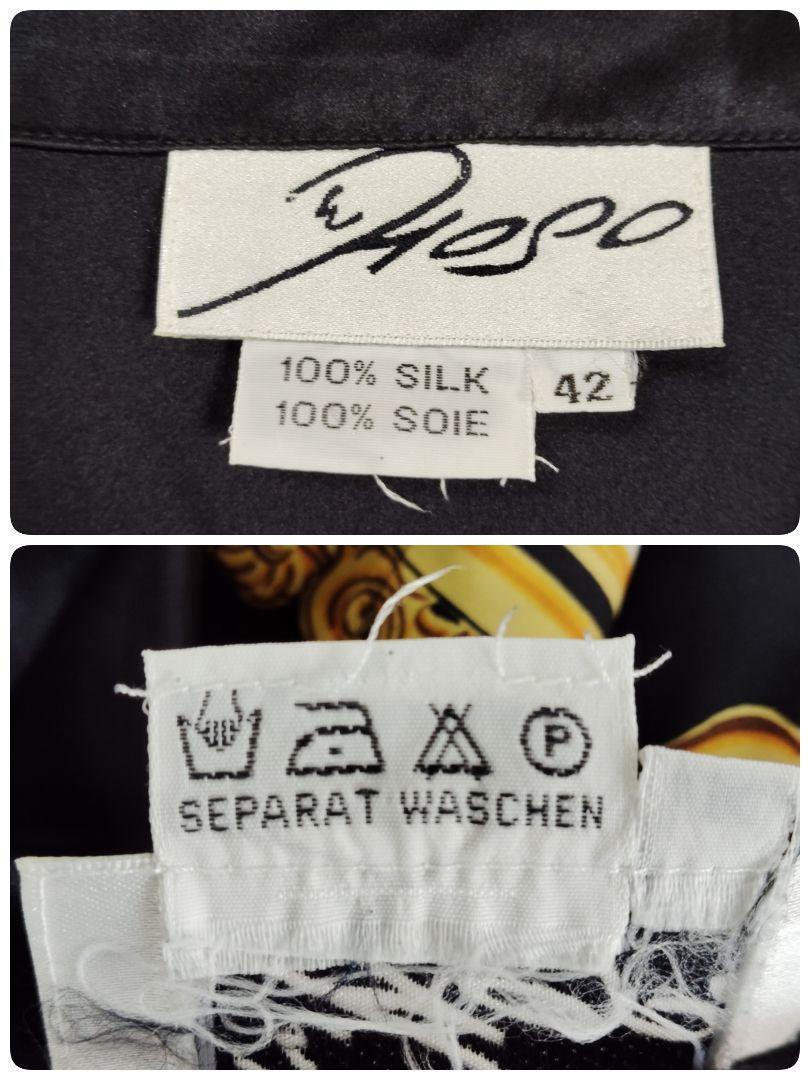 100% SILK
100% SOIE
42
P
SEPARAT WASCHEN